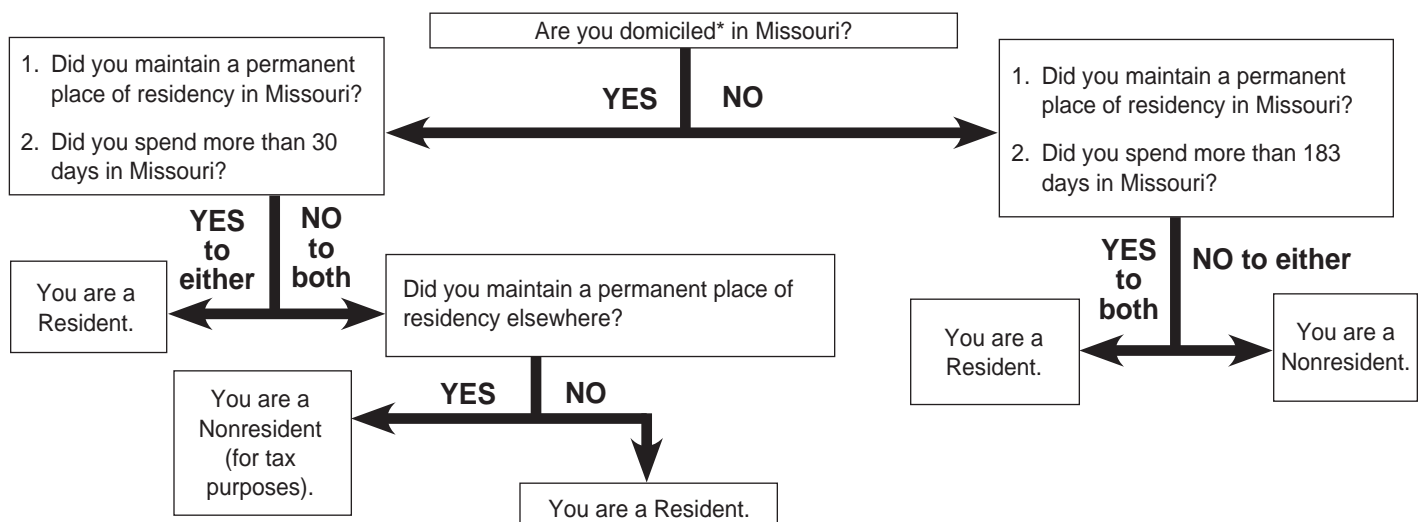 Are you domiciled* in Missouri?
YES
NO
1. Did you maintain a permanent
place of residency in Missouri?
2. Did you spend more than 30
days in Missouri?
1. Did you maintain a permanent
place of residency in Missouri?
2. Did you spend more than 183
days in Missouri?
YES
to
either
NO
to
both
YES
to
both
NO to either
You are a
Resident.
Did you maintain a permanent place of
residency elsewhere?
You are a
Resident.
You are a
Nonresident.
YES
NO
You are a
Nonresident
(for tax
purposes).
You are a Resident.